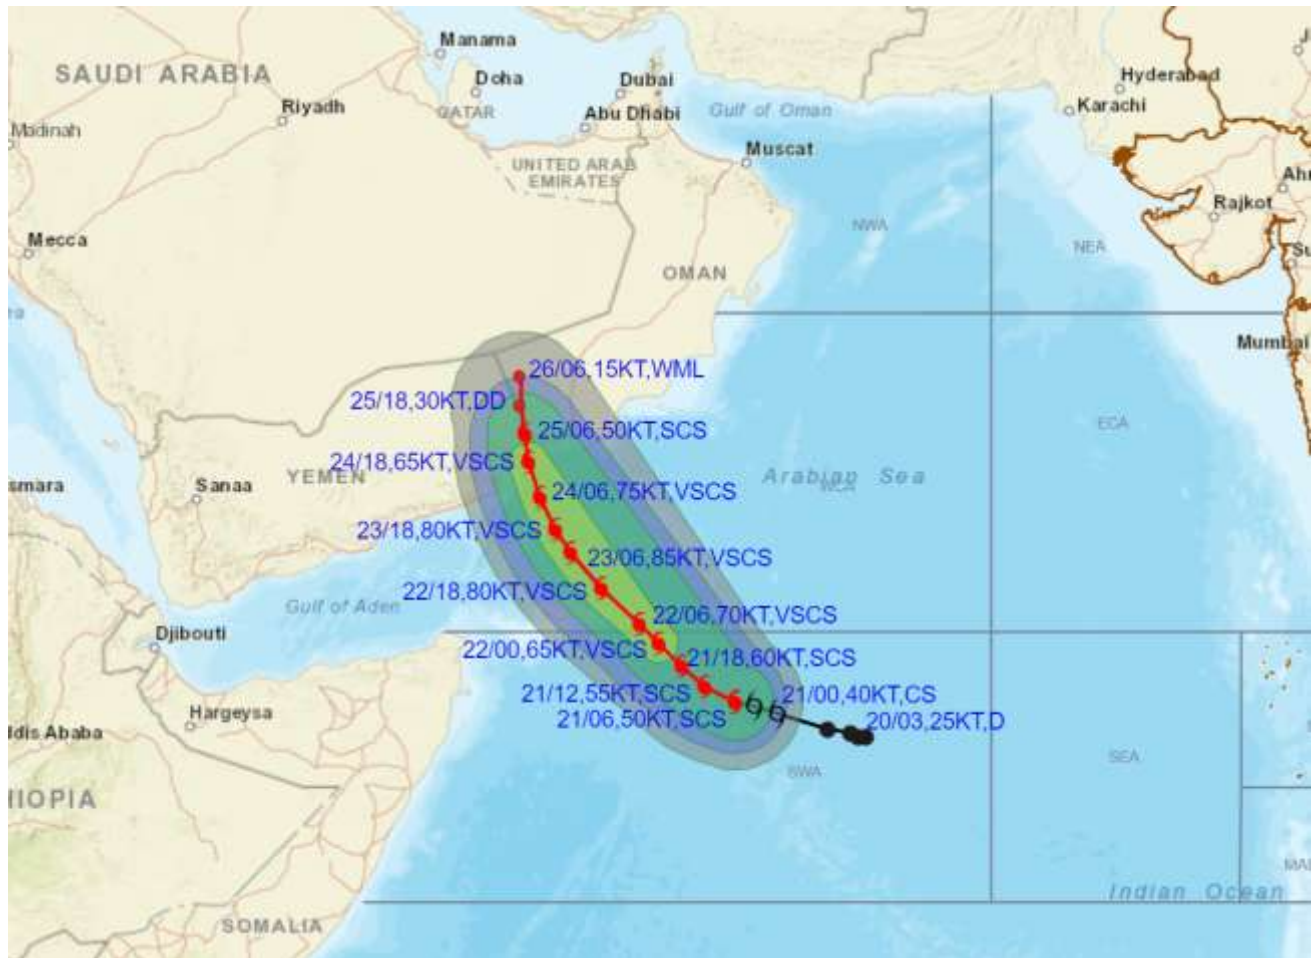 Manama
SAUDI ARABIA
Doha
Dubai
Hyderabad
Riyadh
QATAR
Abu Dhabi
Gulf of Oman
Karachi
Madinah
Muscat
UNITED ARAB
EMIRATES
Rajkot
Mecca
NWA
NEA
OMAN
Mumbai
26/06,15KT,WML
25/18,30KT,DD
25/06,50KT,SCS
ECA
24/18,65KT,VSCS
YEMEN
Arabian Sea
smara
Sanaa
24/06,75KT,VSCS
23/18,80KT,VSCS
23/06,85KT,VSCS
22/18,80KT,VSCS
Gulf of Aden
22/06,70KT,VSCS
Djibouti
22/00,65KT,VSCS
21/18,60KT,SCS
21/12,55KT,SCS
21/00,40KT,CS
Hargeysa
21/06,50KT,SCS
20/03,25KT,D
ddis Ababa
SWA
SEA
HIOPIA
Indian Ocean
SOMALIA